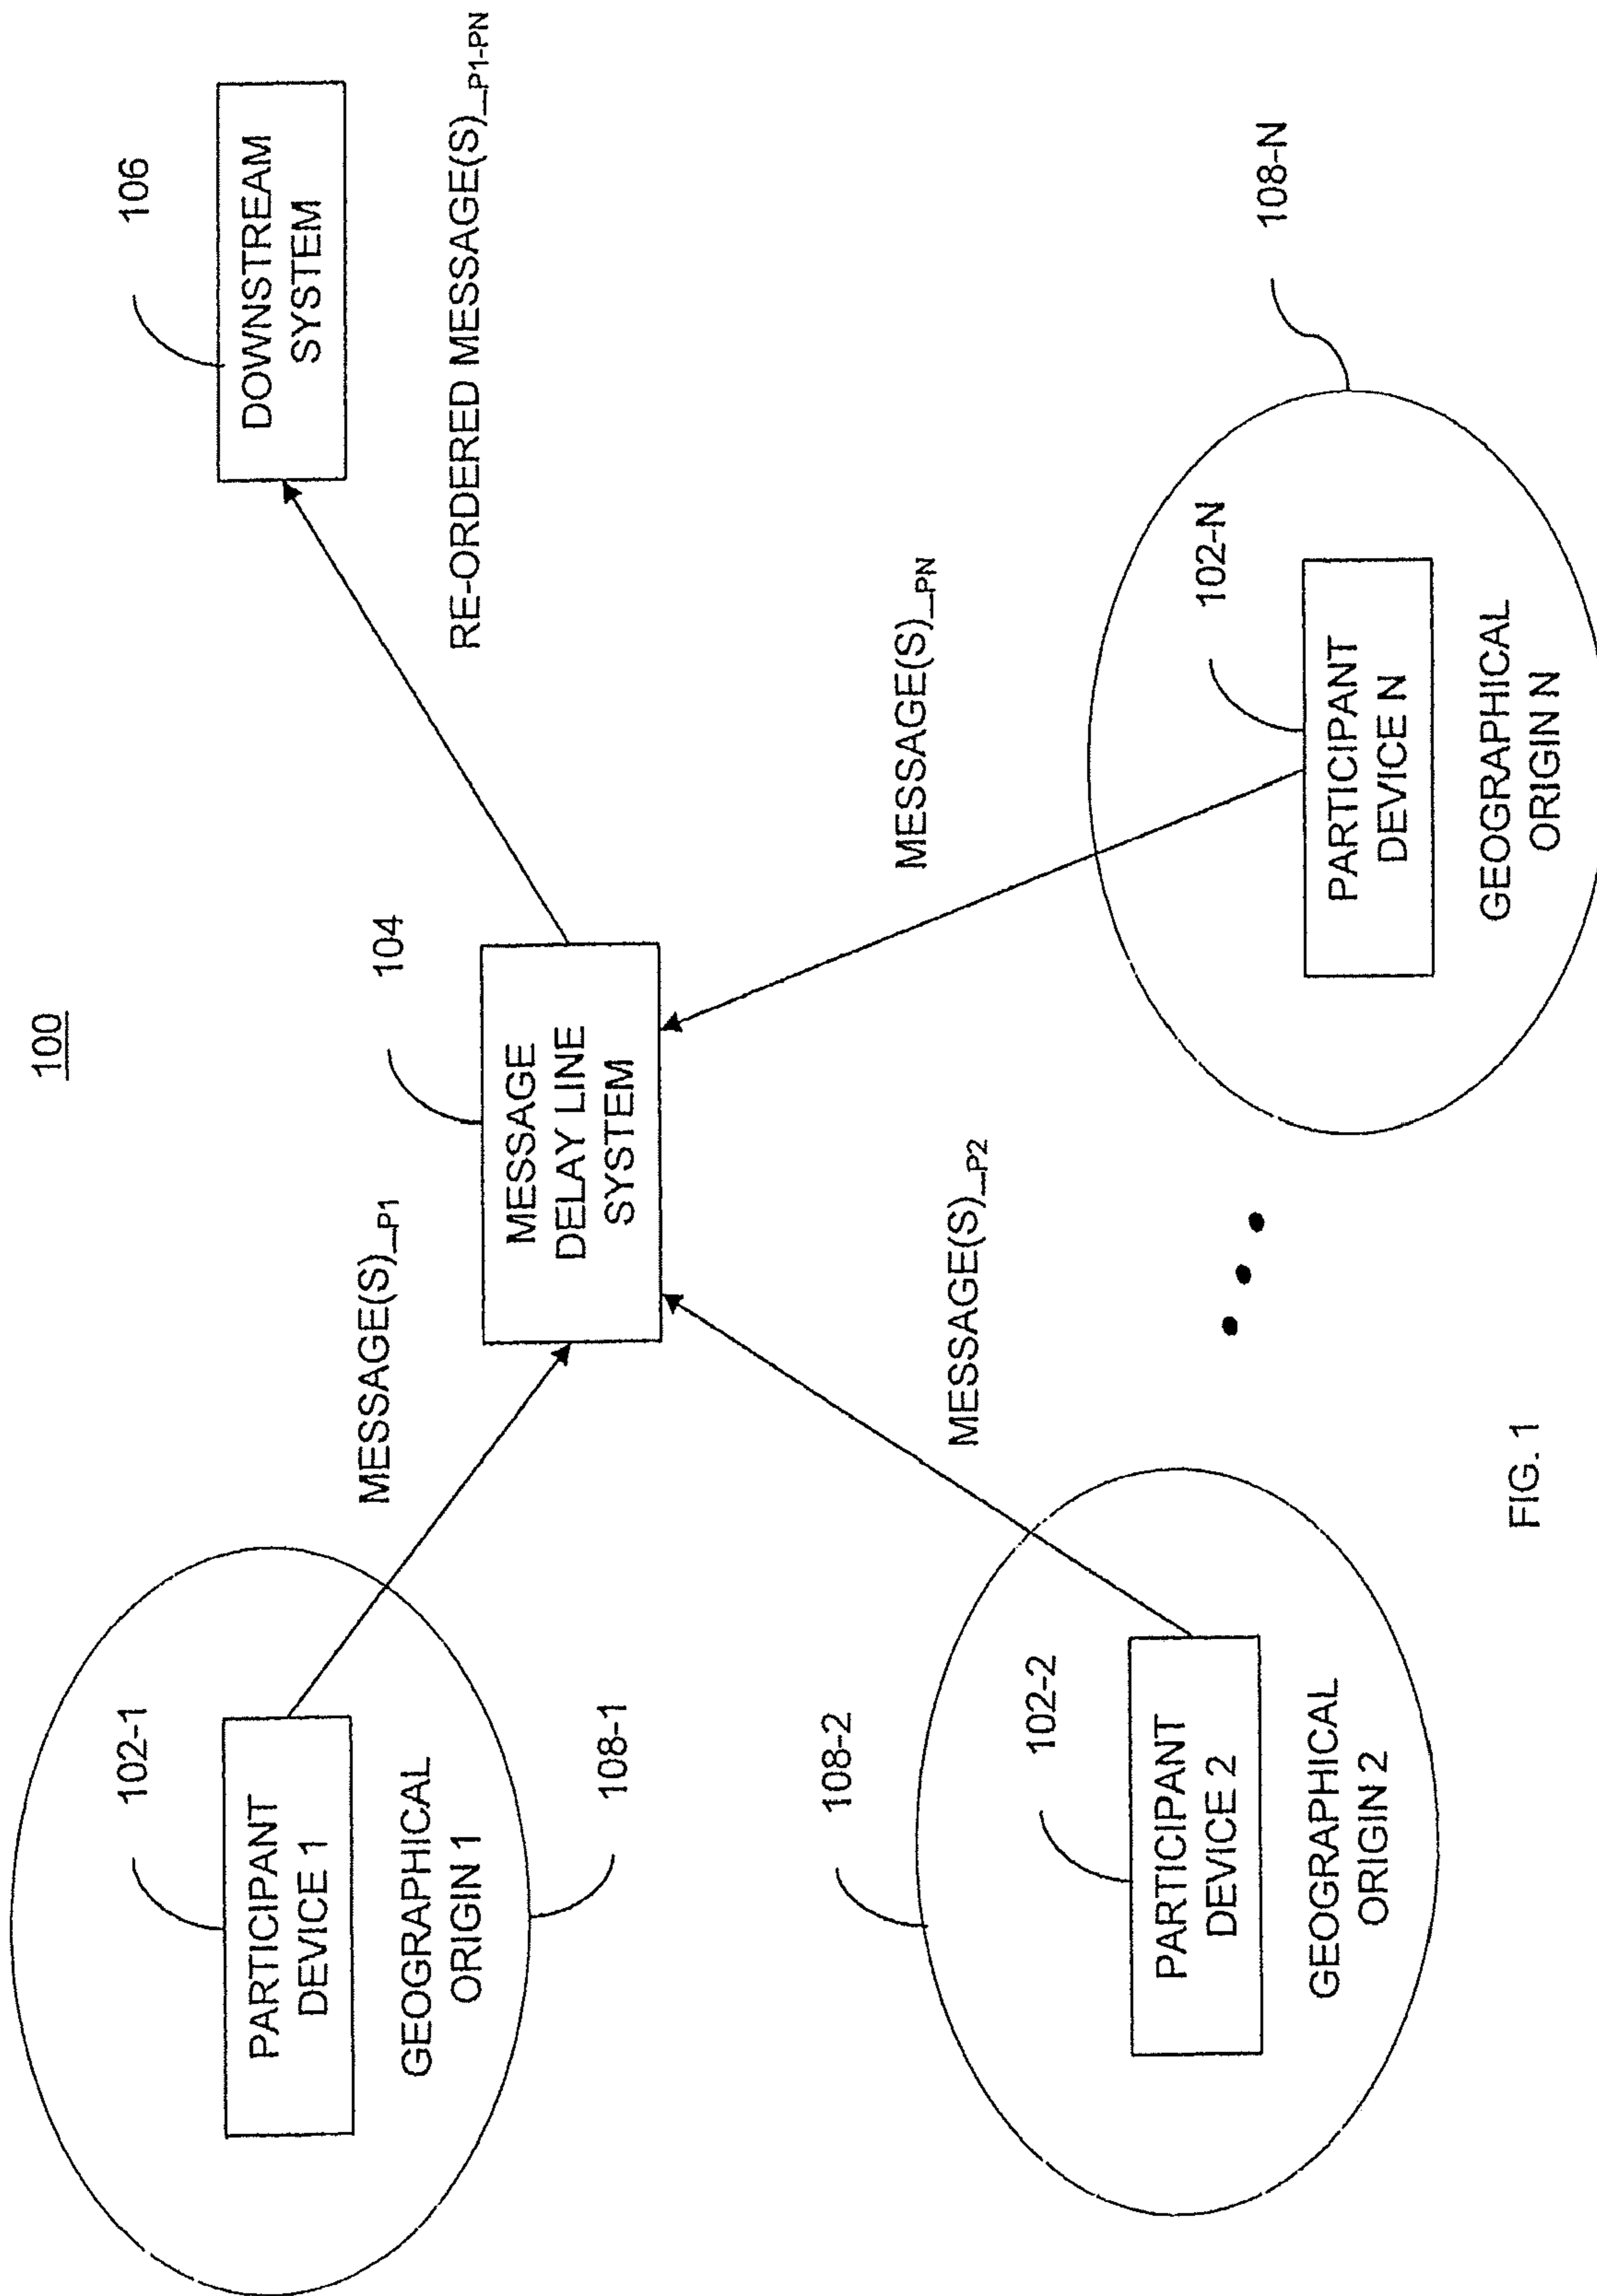 100
102-1
PARTICIPANT
DEVICE 1
GEOGRAPHICAL
ORIGIN 1
108-1
MESSAGE(S)_P1
104
MESSAGE
DELAY LINE
SYSTEM
106
DOWNSTREAM
SYSTEM
RE-ORDERED MESSAGE(S)_P1-PN
108-2
102-2
PARTICIPANT
DEVICE 2
GEOGRAPHICAL
ORIGIN 2
MESSAGE(S)_P2
MESSAGE(S)_PN
108-N
102-N
PARTICIPANT
DEVICE N
GEOGRAPHICAL
ORIGIN N
FIG. 1